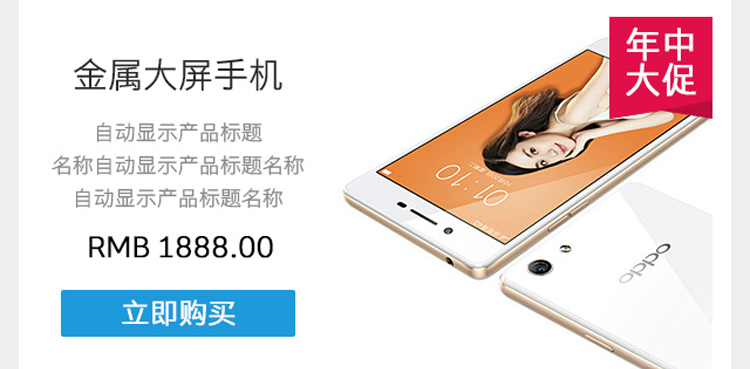 金属大屏手机
自动显示产品标题
名称自动显示产品标题名称
自动显示产品标题名称
RMB 1888.00
立即购买
年中
大促
01:10
oppo